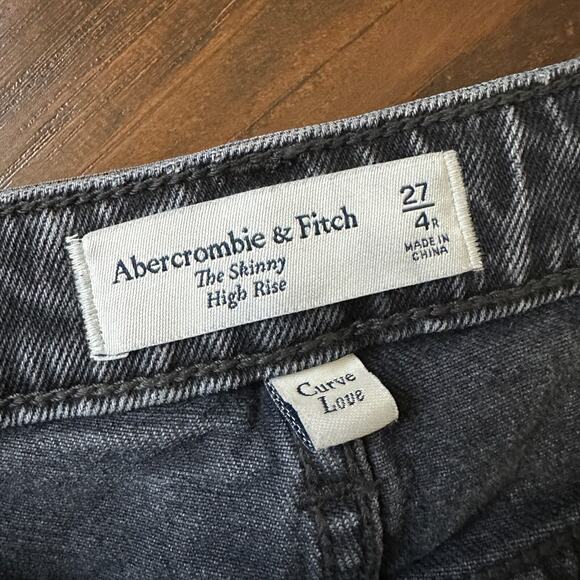 Abercrombie & Fitch
The Skinny
High Rise
27
4R
MADE IN
CHINA
Curve
Love